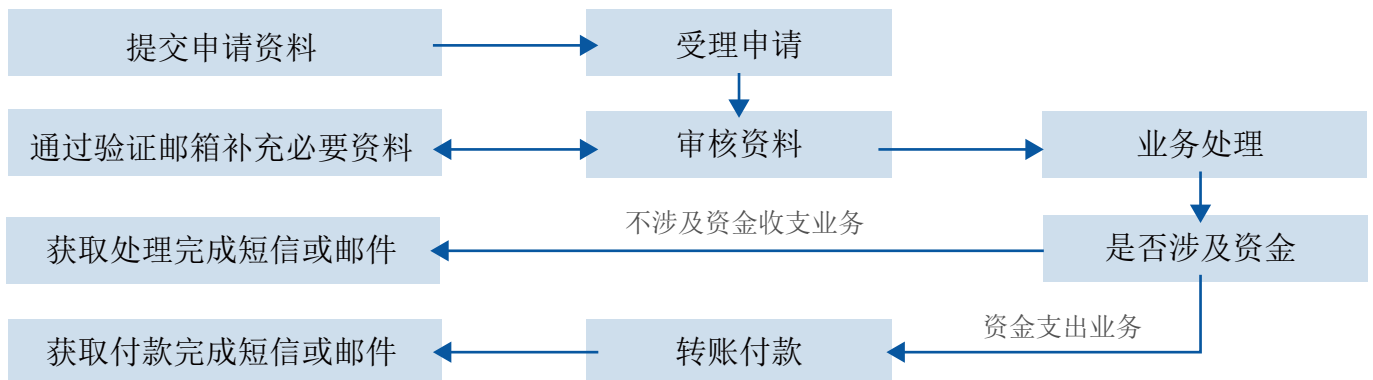 提交申请资料
受理申请
通过验证邮箱补充必要资料
审核资料
业务处理
不涉及资金收支业务
获取处理完成短信或邮件
是否涉及资金
资金支出业务
获取付款完成短信或邮件
转账付款